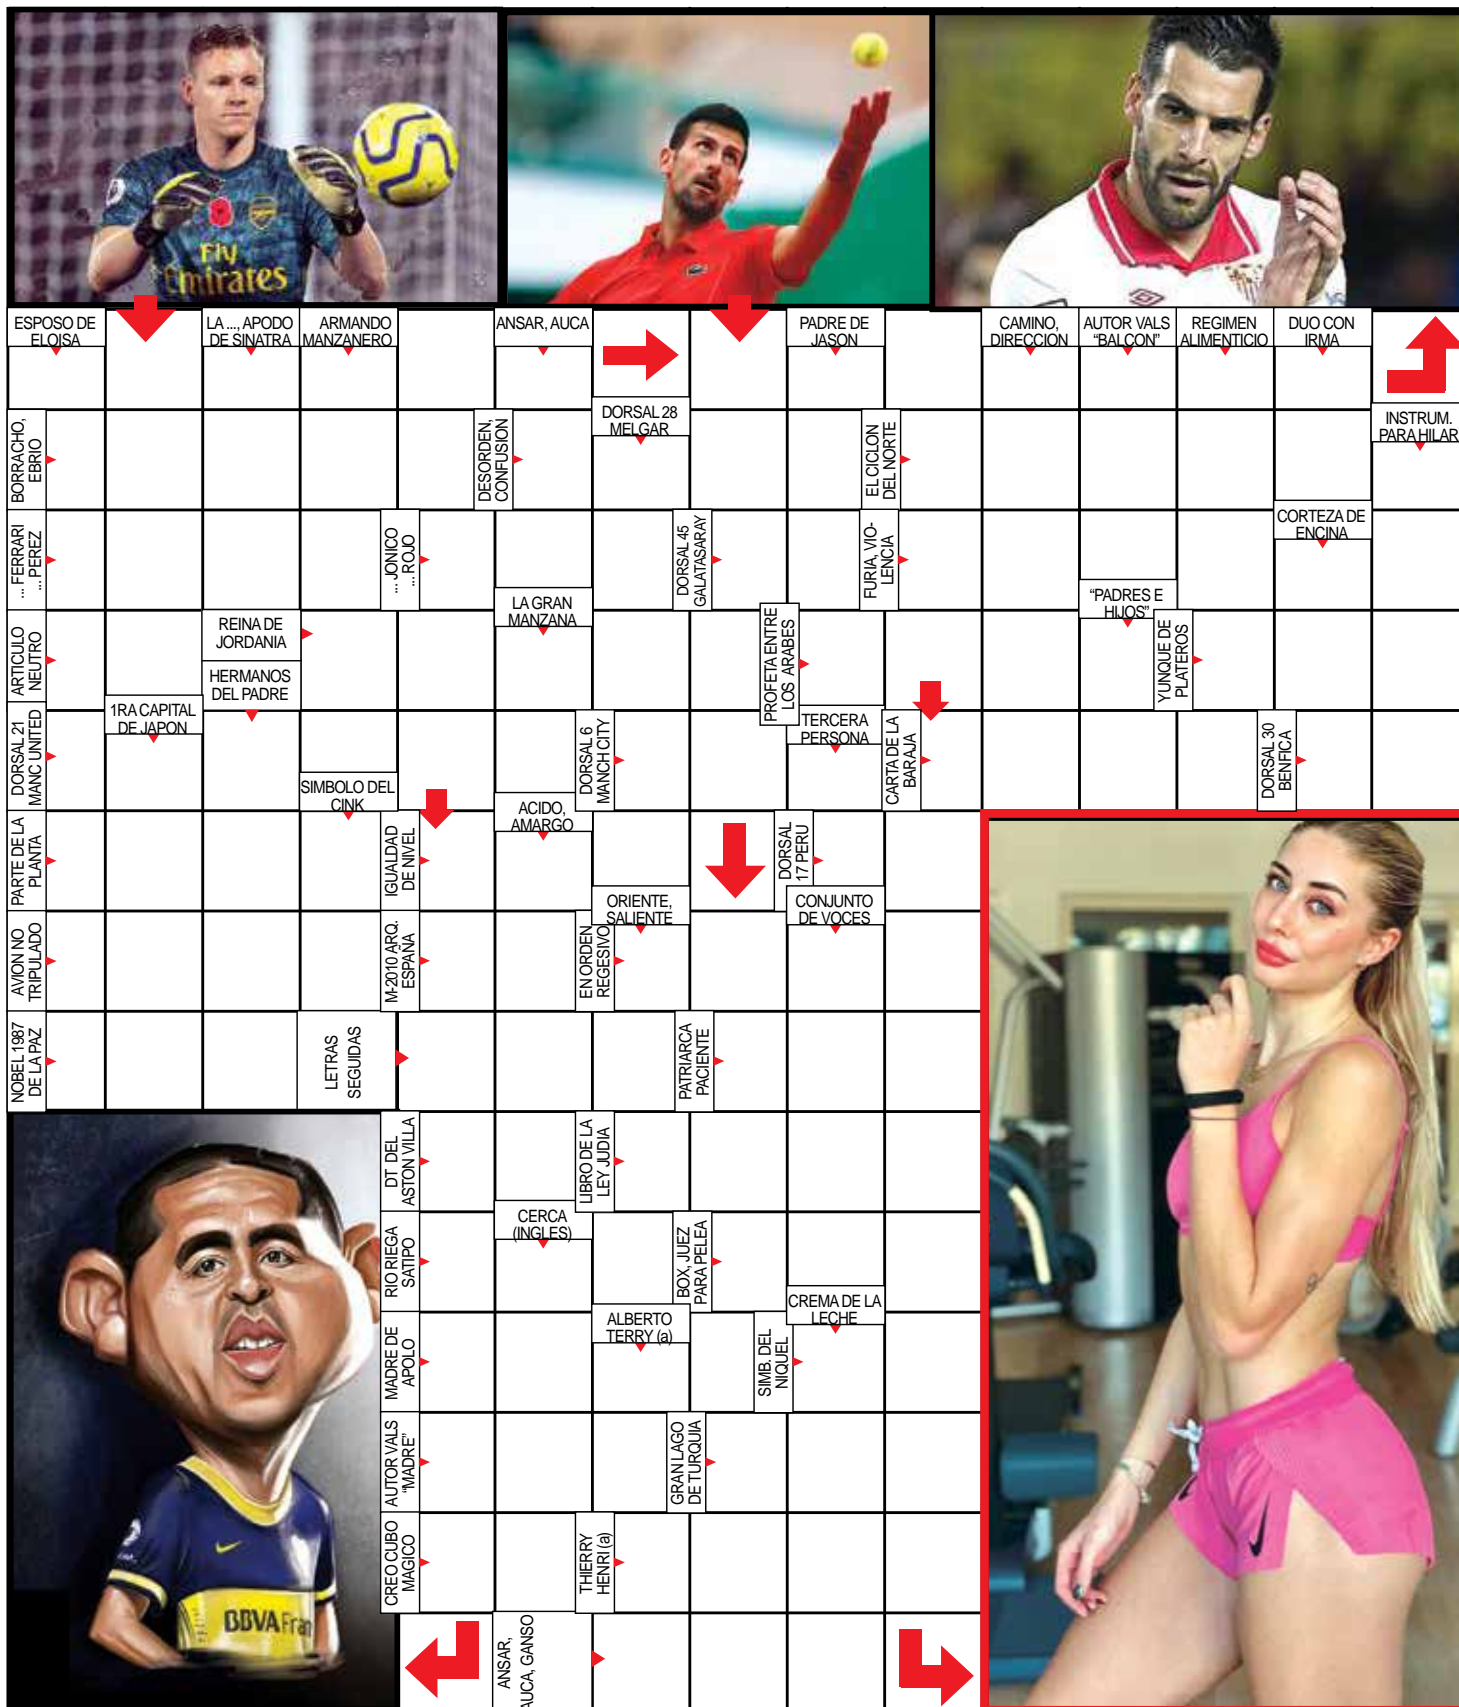 Fly
Emirates
ESPOSO DE
ELOISA
LA ..., APODO
DE SINATRA
ARMANDO
MANZANERO
ANSAR, AUCA
PADRE DE
JASON
CAMINO,
DIRECCION
AUTOR VALS
“BALCON”
REGIMEN
ALIMENTICIO
DUO CON
IRMA
BORRACHO,
EBRIO
DESORDEN,
CONFUSION
DORSAL 28
MELGAR
EL CICLON
DEL NORTE
INSTRUM.
PARA HILAR
... FERRARI
... PEREZ
... JONICO
... ROJO
DORSAL 45
GALATASARAY
FURIA, VIO-
LENCIA
CORTEZA DE
ENCINA
ARTICULO
NEUTRO
REINA DE
JORDANIA
HERMANOS
DEL PADRE
LA GRAN
MANZANA
PROFETA ENTRE
LOS ARABES
“PADRES E
HIJOS”
YUNQUE DE
PLATEROS
DORSAL 21
MANC UNITED
1RA CAPITAL
DE JAPON
SIMBOLO DEL
CINK
DORSAL 6
MANCH CITY
TERCERA
PERSONA
CARTA DE LA
BARAJA
DORSAL 30
BENFICA
PARTE DE LA
PLANTA
IGUALDAD
DE NIVEL
ACIDO,
AMARGO
DORSAL
17 PERU
AVION NO
TRIPULADO
M-2010 ARQ.
ESPAÑA
EN ORDEN
REGESIVO
ORIENTE,
SALIENTE
CONJUNTO
DE VOCES
NOBEL 1987
DE LA PAZ
LETRAS
SEGUIDAS
PATRIARCA
PACIENTE
DT DEL
ASTON VILLA
LIBRO DE LA
LEY JUDIA
RIO RIEGA
SATIPO
CERCA
(INGLES)
BOX, JUEZ
PARA PELEA
MADRE DE
APOLO
ALBERTO
TERRY (a)
SIMB. DEL
NIQUEL
CREMA DE LA
LECHE
AUTOR VALS
“MADRE”
GRAN LAGO
DE TURQUIA
CREO CUBO
MAGICO
THIERRY
HENRI (a)
BBVA Fran
ANSAR,
AUCA, GANSO